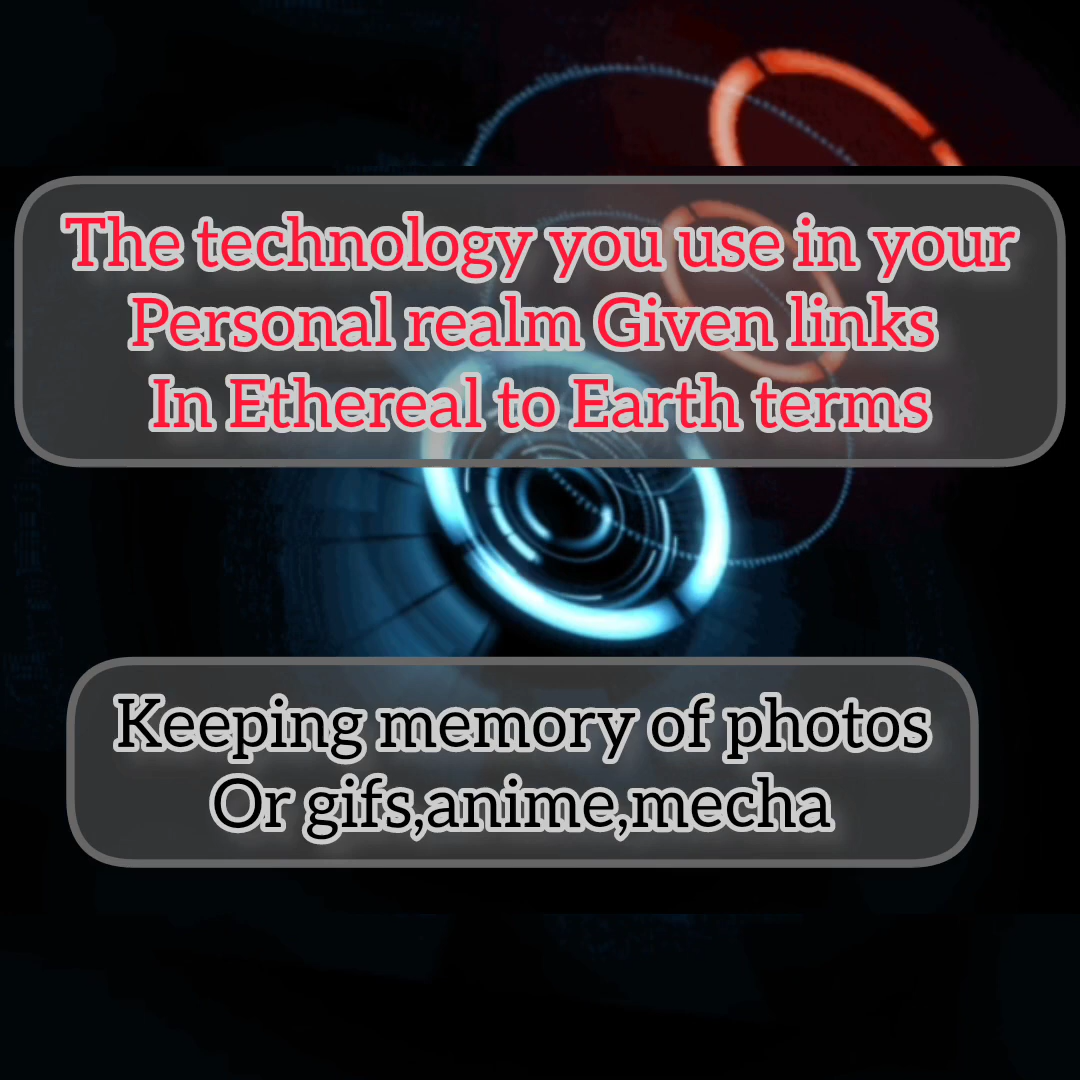 The technology you use in your
Personal realm Given links
In Ethereal to Earth terms
Keeping memory of photos
Or gifs,anime,mecha